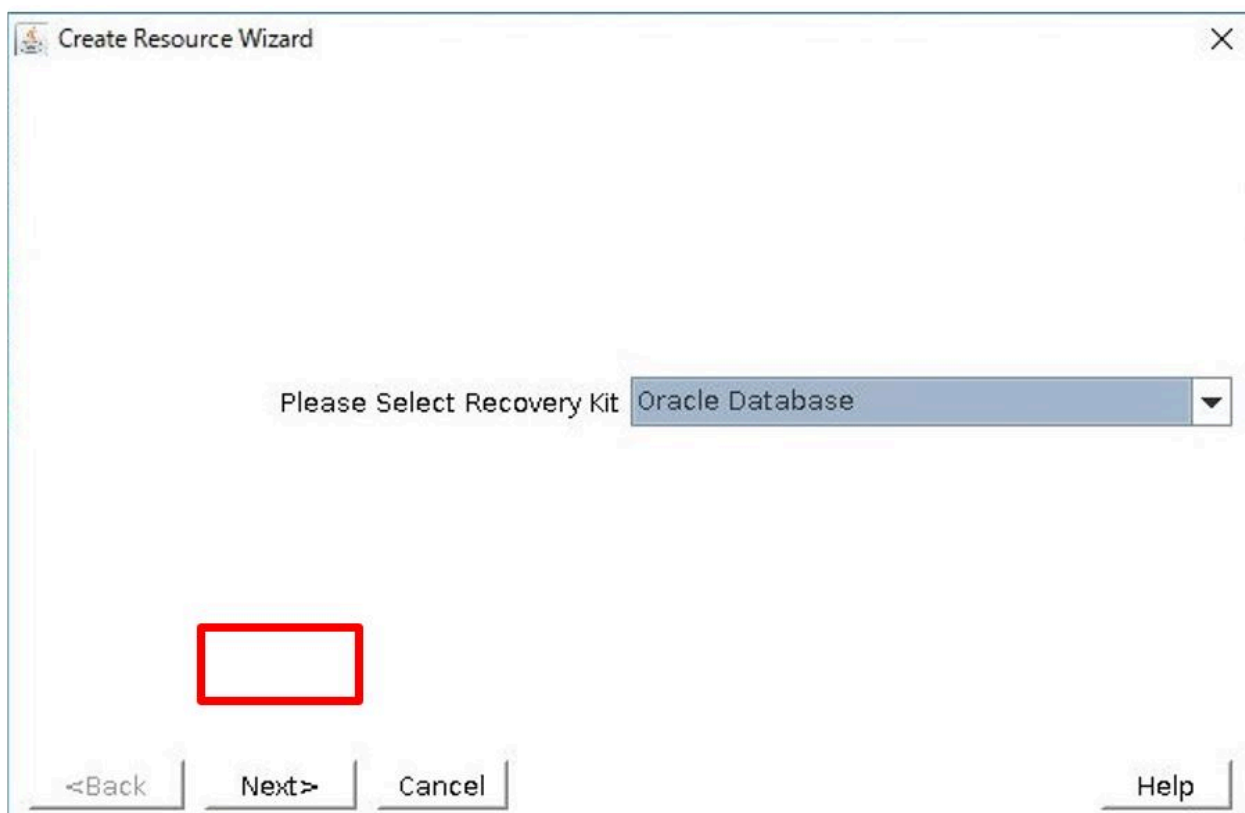 Create Resource Wizard
Please Select Recovery Kit Oracle Database
<Back Next> Cancel Help